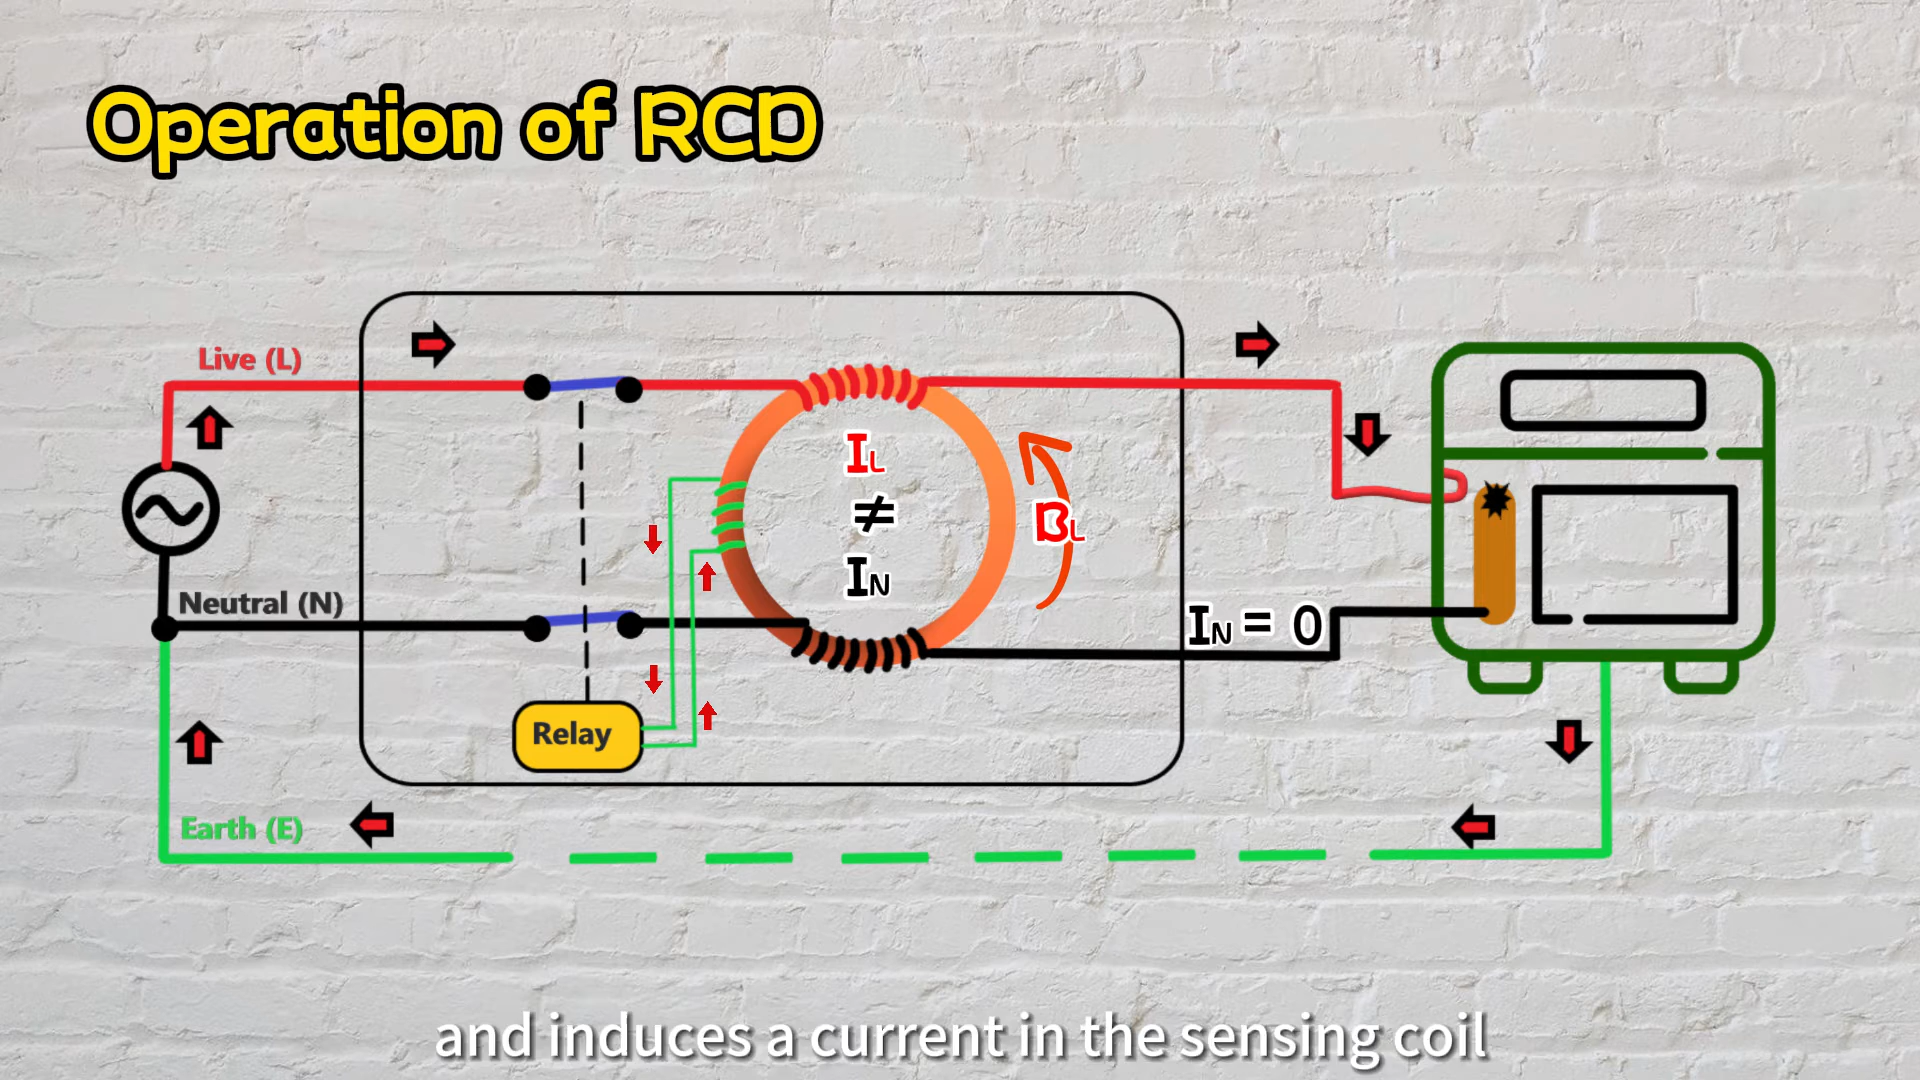 Operation of RCD
Live (L)
IL
≠
IN
BL
Neutral (N)
IN = 0
Relay
Earth (E)
and induces a current in the sensing coil